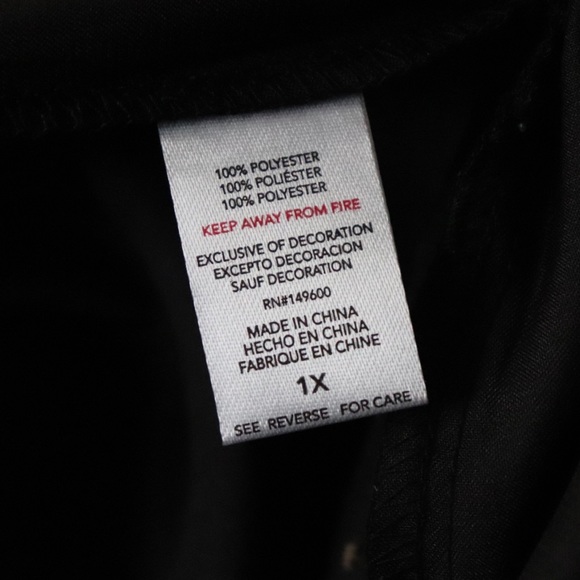 100% POLYESTER
100% POLIÉSTER
100% POLYESTER
KEEP AWAY FROM FIRE
EXCLUSIVE OF DECORATION
EXCEPTO DECORACION
SAUF DECORATION
RN#149600
MADE IN CHINA
HECHO EN CHINA
FABRIQUE EN CHINE
1X
SEE REVERSE FOR CARE